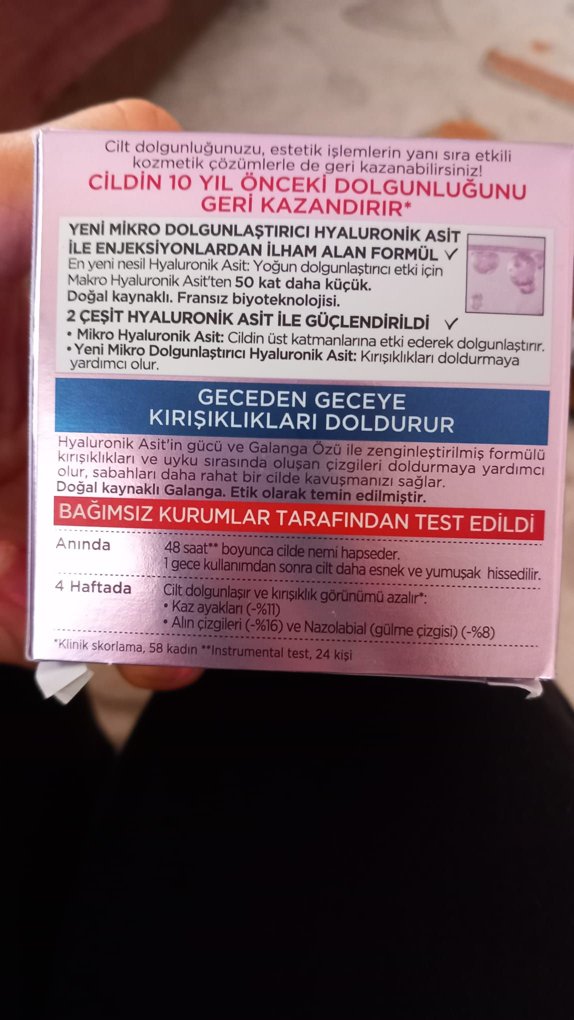 Cilt dolgunluğunuzu, estetik işlemlerin yanı sıra etkili
kozmetik çözümlerle de geri kazanabilirsiniz!
CİLDİN 10 YIL ÖNCEKİ DOLGUNLUĞUNU
GERİ KAZANDIRIR*
YENİ MİKRO DOLGUNLAŞTIRICI HYALURONİK ASİT
İLE ENJEKSİYONLARDAN İLHAM ALAN FORMÜL ✓
En yeni nesil Hyaluronik Asit: Yoğun dolgunlaştırıcı etki için
Makro Hyaluronik Asit'ten 50 kat daha küçük.
Doğal kaynaklı. Fransız biyoteknolojisi.
2 ÇEŞİT HYALURONİK ASİT İLE GÜÇLENDİRİLDİ ✓
• Mikro Hyaluronik Asit: Cildin üst katmanlarına etki ederek dolgunlaştırır.
• Yeni Mikro Dolgunlaştırıcı Hyaluronik Asit: Kırışıklıkları doldurmaya
yardımcı olur.
GECEDEN GECEYE
KIRIŞIKLIKLARI DOLDURUR
Hyaluronik Asit'in gücü ve Galanga Özü ile zenginleştirilmiş formülü
kırışıklıkları ve uyku sırasında oluşan çizgileri doldurmaya yardımcı
olur, sabahları daha rahat bir cilde kavuşmanızı sağlar.
Doğal kaynaklı Galanga. Etik olarak temin edilmiştir.
BAĞIMSIZ KURUMLAR TARAFINDAN TEST EDİLDİ
Anında 48 saat** boyunca cilde nemi hapseder.
1 gece kullanımdan sonra cilt daha esnek ve yumuşak hissedilir.
4 Haftada Cilt dolgunlaşır ve kırışıklık görünümü azalır*:
• Kaz ayakları (-%11)
• Alın çizgileri (-%16) ve Nazolabial (gülme çizgisi) (-%8)
*Klinik skorlama, 58 kadın **Instrumental test, 24 kişi